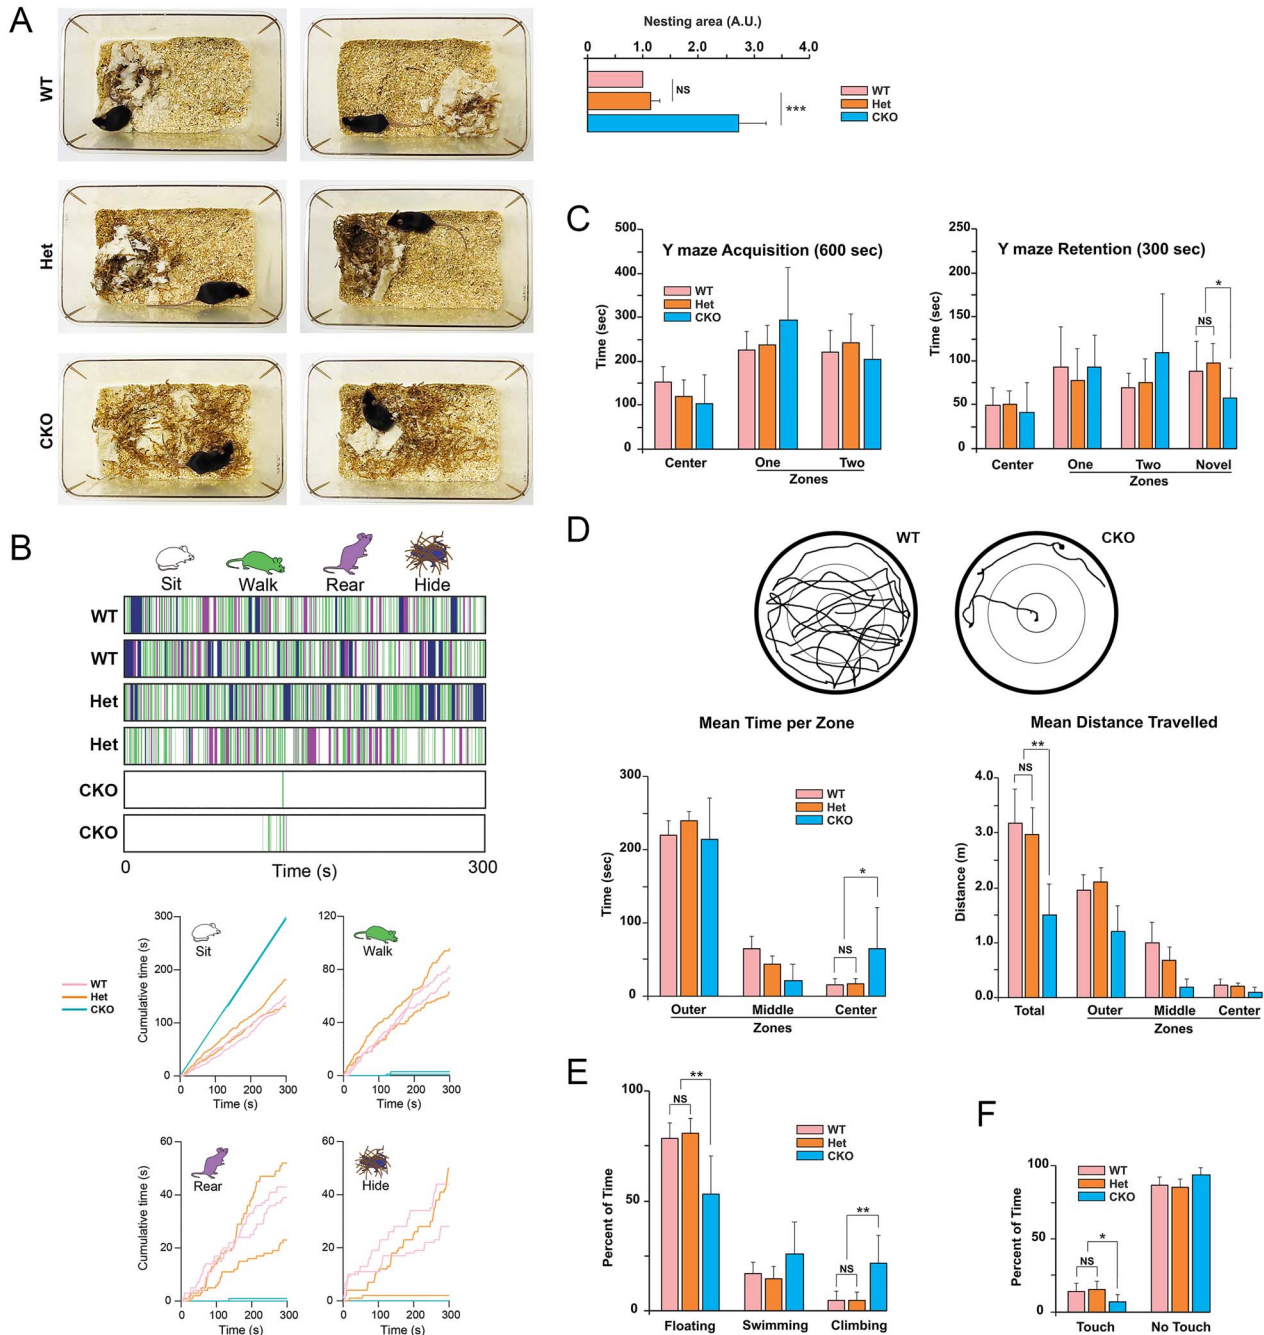 A
WT
Het
CKO
Nesting area (A.U.)
0 1.0 2.0 3.0 4.0
NS
***
WT
Het
CKO
B
Sit Walk Rear Hide
WT
WT
Het
Het
CKO
CKO
0 Time (s) 300
WT
Het
CKO
Cumulative time (s)
300
200
100
0
Sit
0 100 200 300
Time (s)
120
80
40
0
Walk
0 100 200 300
Time (s)
Cumulative time (s)
60
40
20
0
Rear
0 100 200 300
Time (s)
60
40
20
0
Hide
0 100 200 300
Time (s)
C
Y maze Acquisition (600 sec)
Time (sec)
500
400
300
200
100
0
WT
Het
CKO
Center One Two
Zones
Y maze Retention (300 sec)
Time (sec)
250
200
150
100
50
0
NS
*
Center One Two Novel
Zones
D
WT
CKO
Mean Time per Zone
Time (sec)
300
200
100
0
WT
Het
CKO
NS
*
Outer Middle Center
Zones
Mean Distance Travelled
Distance (m)
4.0
3.0
2.0
1.0
0.0
NS
**
Total Outer Middle Center
Zones
E
Percent of Time
100
50
0
NS
**
WT
Het
CKO
NS
**
Floating Swimming Climbing
F
Percent of Time
100
50
0
WT
Het
CKO
NS
*
Touch No Touch